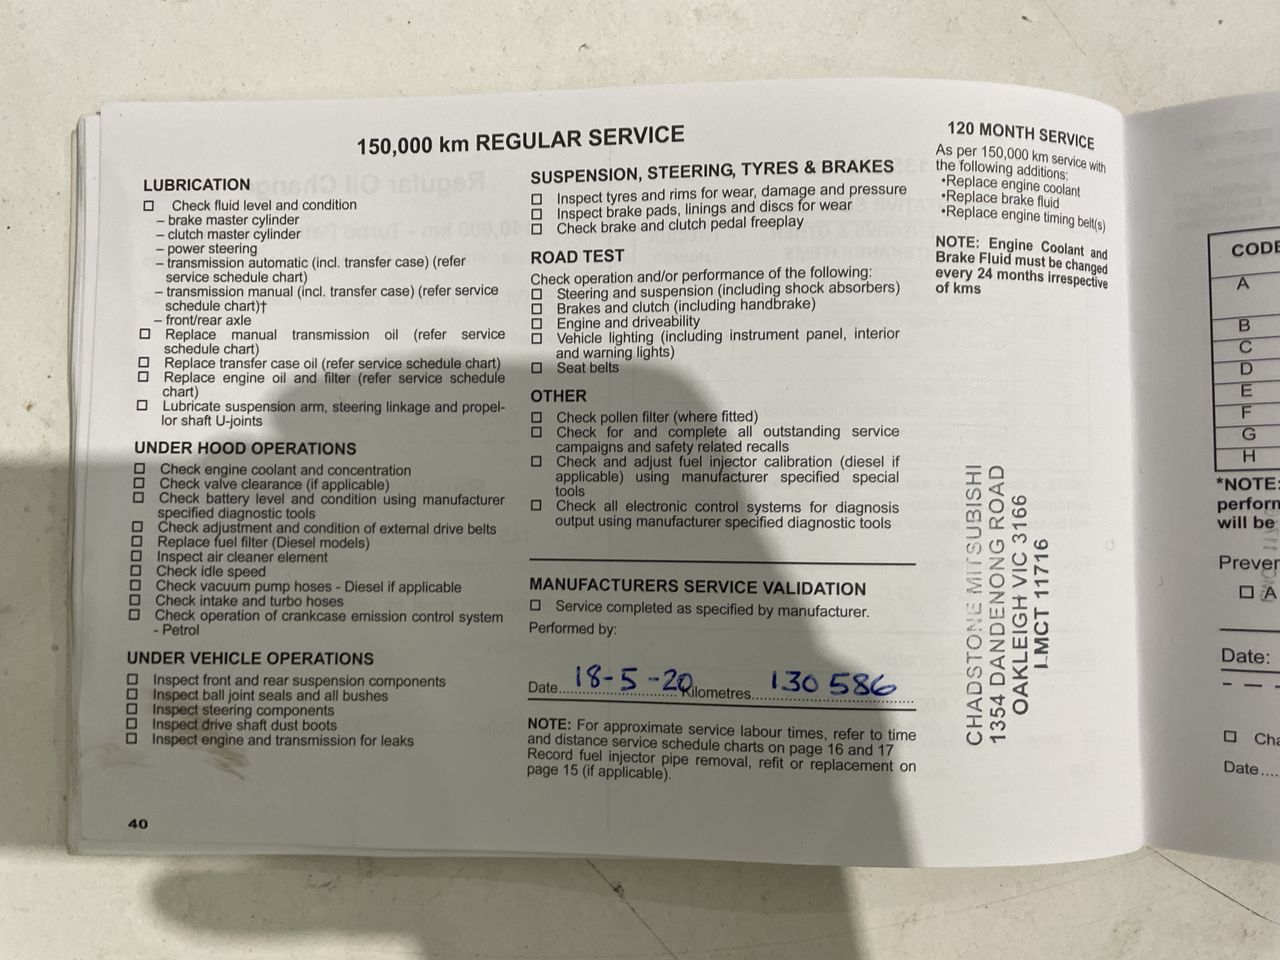 150,000 km REGULAR SERVICE
LUBRICATION
Check fluid level and condition
– brake master cylinder
– clutch master cylinder
– power steering
– transmission automatic (incl. transfer case) (refer
service schedule chart)
– transmission manual (incl. transfer case) (refer service
schedule chart)†
– front/rear axle
Replace manual transmission oil (refer service
schedule chart)
Replace transfer case oil (refer service schedule chart)
Replace engine oil and filter (refer service schedule
chart)
Lubricate suspension arm, steering linkage and propel-
lor shaft U-joints
UNDER HOOD OPERATIONS
Check engine coolant and concentration
Check valve clearance (if applicable)
Check battery level and condition using manufacturer
specified diagnostic tools
Check adjustment and condition of external drive belts
Replace fuel filter (Diesel models)
Inspect air cleaner element
Check idle speed
Check vacuum pump hoses - Diesel if applicable
Check intake and turbo hoses
Check operation of crankcase emission control system
- Petrol
UNDER VEHICLE OPERATIONS
Inspect front and rear suspension components
Inspect ball joint seals and all bushes
Inspect steering components
Inspect drive shaft dust boots
Inspect engine and transmission for leaks
40
SUSPENSION, STEERING, TYRES & BRAKES
Inspect tyres and rims for wear, damage and pressure
Inspect brake pads, linings and discs for wear
Check brake and clutch pedal freeplay
ROAD TEST
Check operation and/or performance of the following:
Steering and suspension (including shock absorbers)
Brakes and clutch (including handbrake)
Engine and driveability
Vehicle lighting (including instrument panel, interior
and warning lights)
Seat belts
OTHER
Check pollen filter (where fitted)
Check for and complete all outstanding service
campaigns and safety related recalls
Check and adjust fuel injector calibration (diesel if
applicable) using manufacturer specified special
tools
Check all electronic control systems for diagnosis
output using manufacturer specified diagnostic tools
MANUFACTURERS SERVICE VALIDATION
Service completed as specified by manufacturer.
Performed by:
Date 18-5-20 Kilometres 130 586
NOTE: For approximate service labour times, refer to time
and distance service schedule charts on page 16 and 17
Record fuel injector pipe removal, refit or replacement on
page 15 (if applicable).
120 MONTH SERVICE
As per 150,000 km service with
the following additions:
•Replace engine coolant
•Replace brake fluid
•Replace engine timing belt(s)
NOTE: Engine Coolant and
Brake Fluid must be changed
every 24 months irrespective
of kms
CHADSTONE MITSUBISHI
1354 DANDENONG ROAD
OAKLEIGH VIC 3166
LMCT 11716
CODE
A
B
C
D
E
F
G
H
*NOTE:
perform
will be
Preven
A
Date:
Cha
Date....